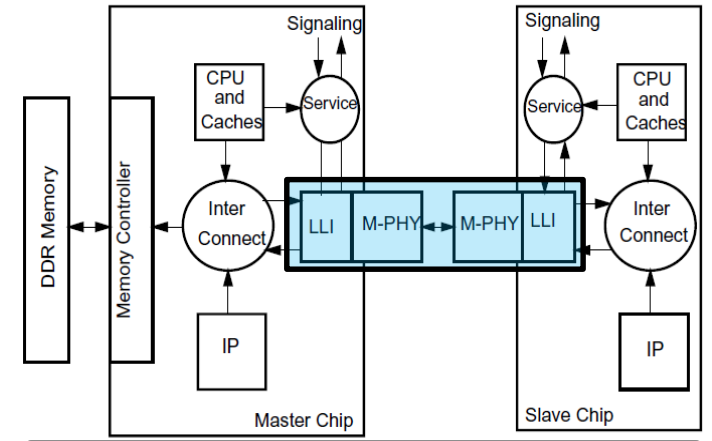 Signaling
Signaling
CPU
and
Caches
Service
Service
CPU
and
Caches
DDR Memory
Memory Controller
Inter
Connect
LLI
M-PHY
M-PHY
LLI
Inter
Connect
IP
IP
Master Chip
Slave Chip